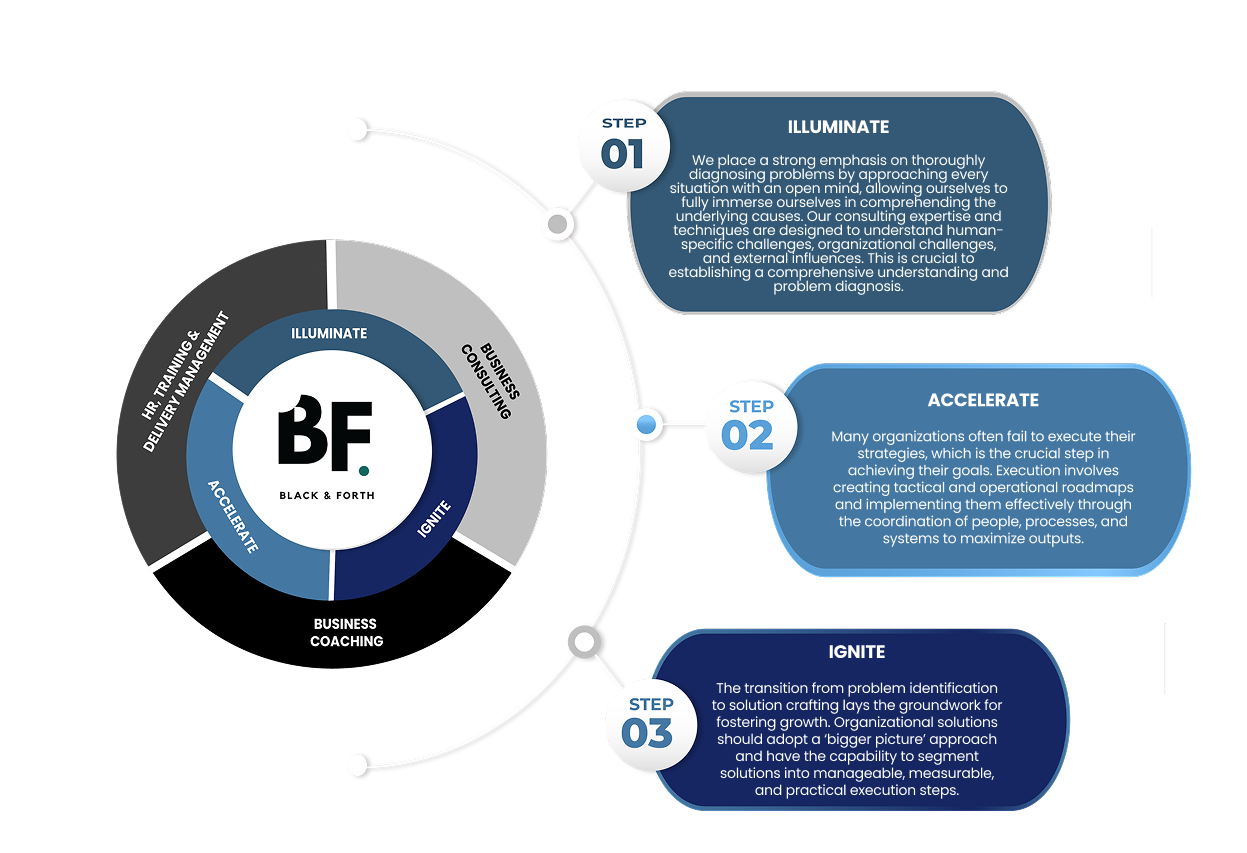 HR, TRAINING &
DELIVERY MANAGEMENT
BUSINESS
CONSULTING
BUSINESS
COACHING
ILLUMINATE
ACCELERATE
IGNITE
BF.
BLACK & FORTH
STEP
01
ILLUMINATE
We place a strong emphasis on thoroughly
diagnosing problems by approaching every
situation with an open mind, allowing ourselves to
fully immerse ourselves in comprehending the
underlying causes. Our consulting expertise and
techniques are designed to understand human-
specific challenges, organizational challenges,
and external influences. This is crucial to
establishing a comprehensive understanding and
problem diagnosis.
STEP
02
ACCELERATE
Many organizations often fail to execute their
strategies, which is the crucial step in
achieving their goals. Execution involves
creating tactical and operational roadmaps
and implementing them effectively through
the coordination of people, processes, and
systems to maximize outputs.
STEP
03
IGNITE
The transition from problem identification
to solution crafting lays the groundwork for
fostering growth. Organizational solutions
should adopt a ‘bigger picture’ approach
and have the capability to segment
solutions into manageable, measurable,
and practical execution steps.